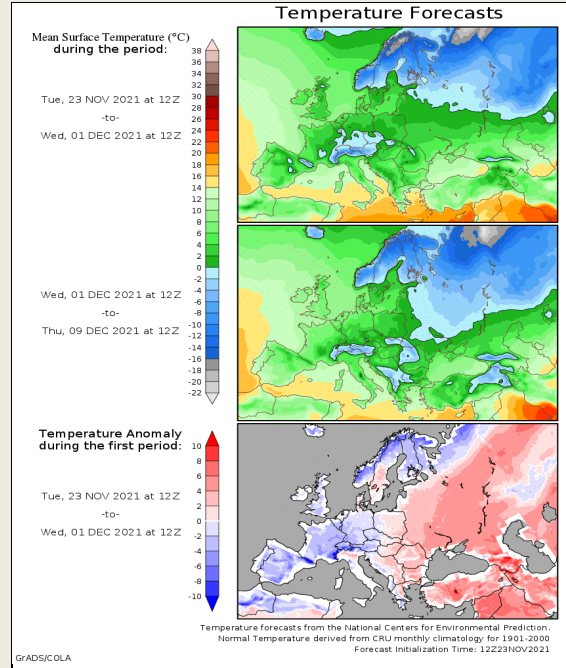 Temperature Forecasts
Mean Surface Temperature (°C)
during the period:
Tue, 23 NOV 2021 at 12Z
-to-
Wed, 01 DEC 2021 at 12Z
38
36
34
32
30
28
26
24
22
20
18
16
14
12
10
8
6
4
2
0
-2
-4
-6
-8
-10
-12
-14
-16
-18
-20
-22
Wed, 01 DEC 2021 at 12Z
-to-
Thu, 09 DEC 2021 at 12Z
Temperature Anomaly
during the first period:
Tue, 23 NOV 2021 at 12Z
-to-
Wed, 01 DEC 2021 at 12Z
10
8
6
4
2
0
-2
-4
-6
-8
-10
Temperature forecasts from the National Centers for Environmental Prediction.
Normal Temperature derived from CRU monthly climatology for 1901-2000
Forecast Initialization Time: 12Z23NOV2021
GrADS/COLA